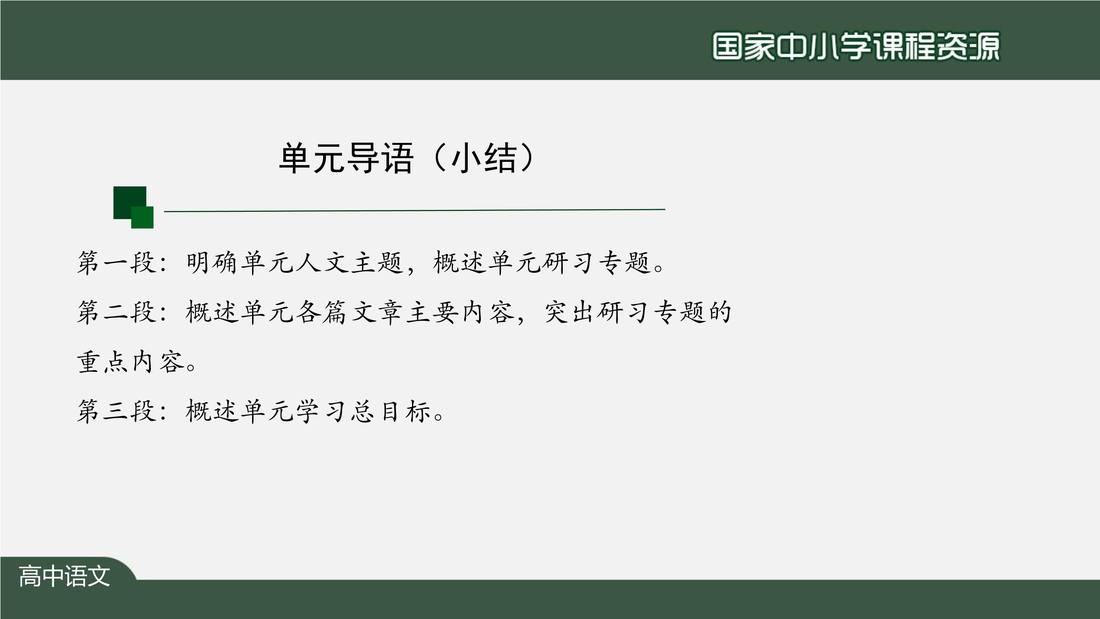 国家中小学课程资源
单元导语（小结）
第一段：明确单元人文主题，概述单元研习专题。
第二段：概述单元各篇文章主要内容，突出研习专题的
重点内容。
第三段：概述单元学习总目标。
高中语文